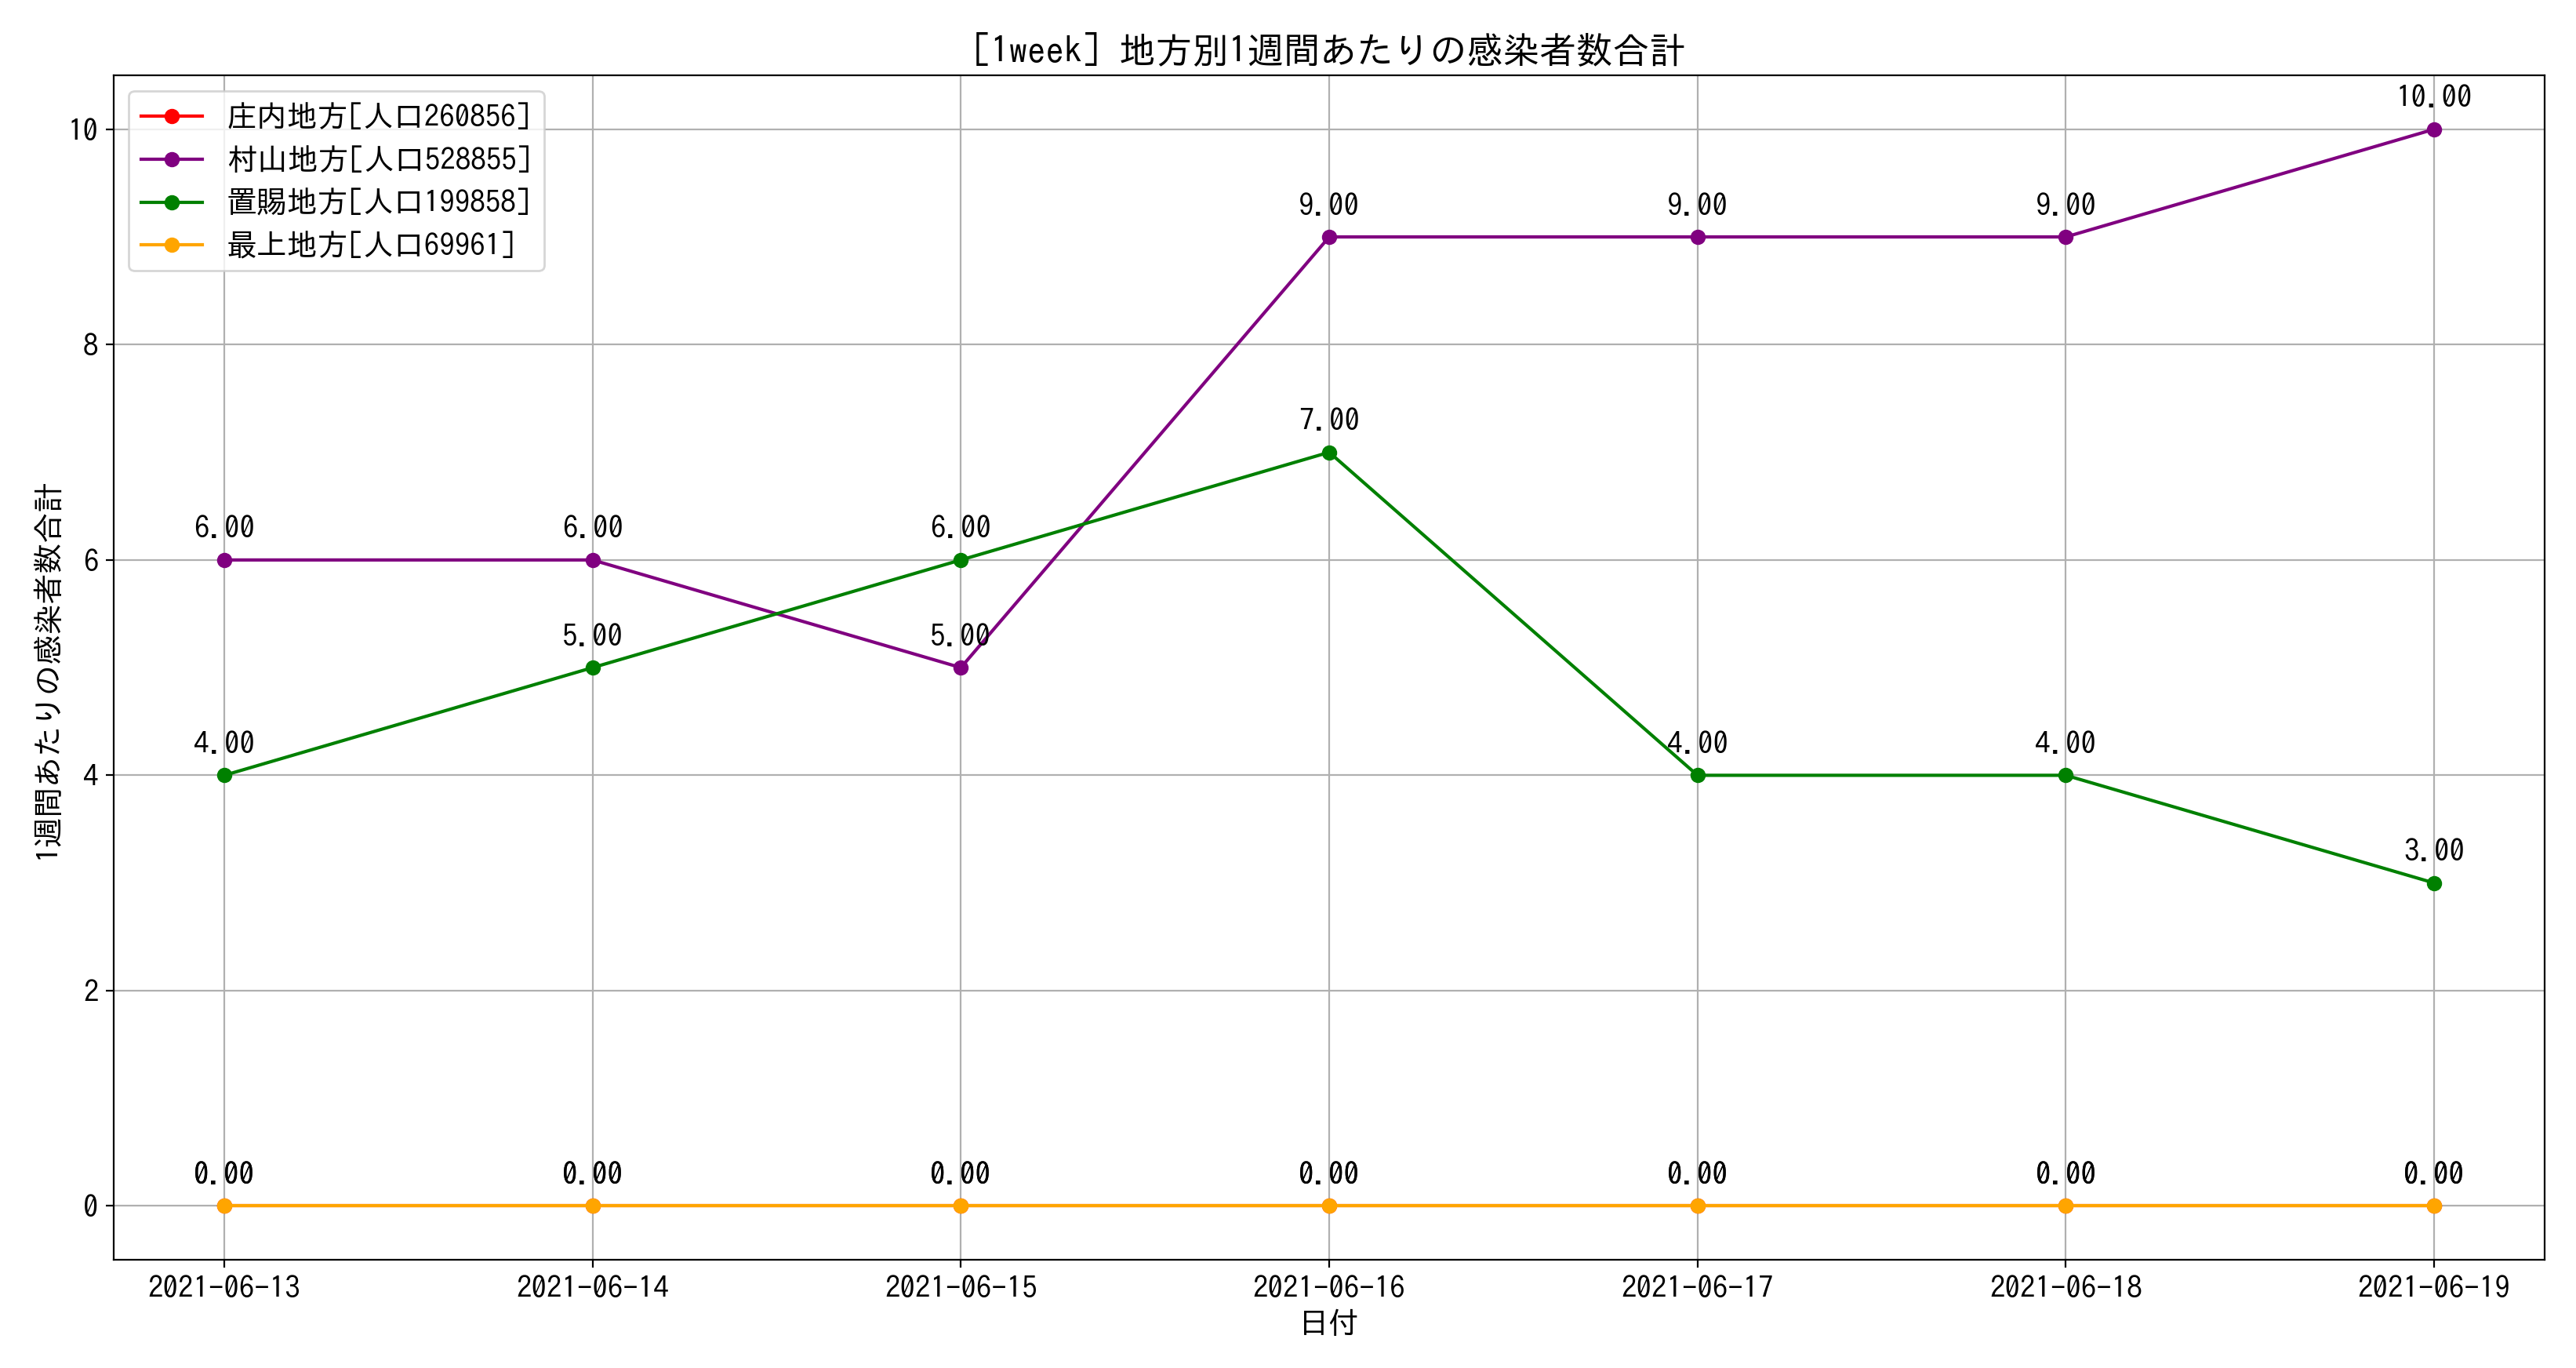 [1week] 地方別1週間あたりの感染者数合計
庄内地方[人口260856]
村山地方[人口528855]
置賜地方[人口199858]
最上地方[人口69961]
1週間あたりの感染者数合計
10
8
6
4
2
0
10.00
9.00 9.00 9.00
7.00
6.00 6.00 6.00
5.00 5.00
4.00 4.00 4.00
3.00
0.00 0.00 0.00 0.00 0.00 0.00 0.00
2021-06-13 2021-06-14 2021-06-15 2021-06-16 2021-06-17 2021-06-18 2021-06-19
日付